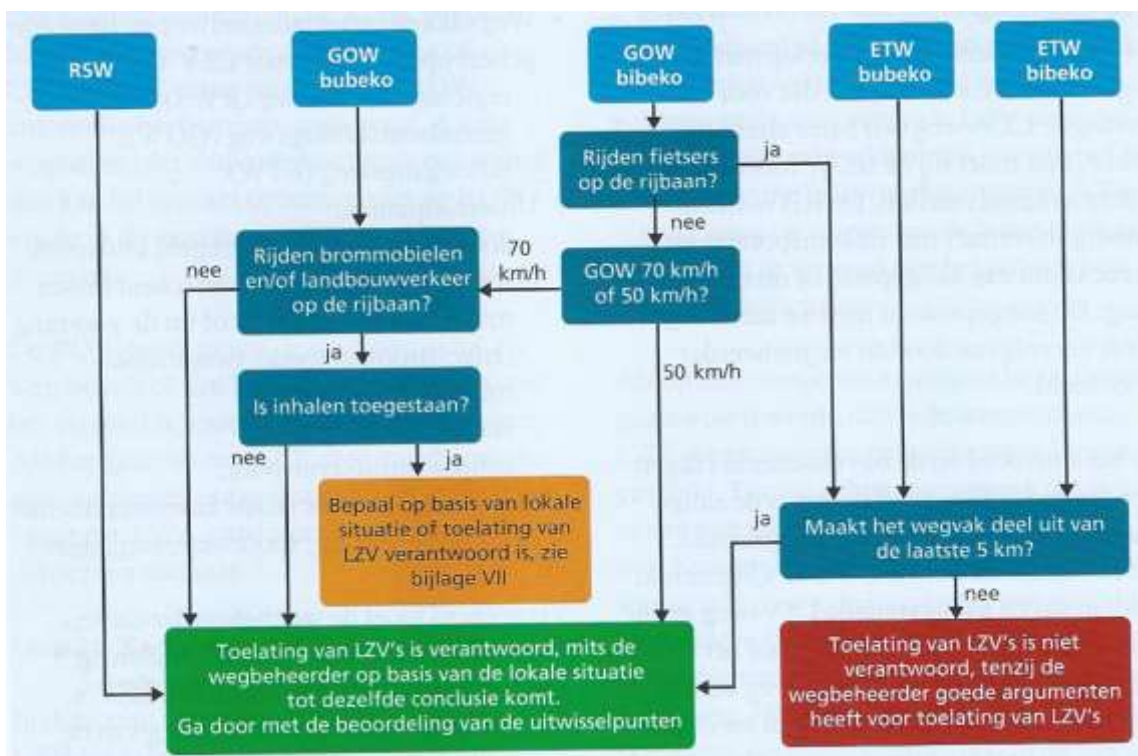 RSW
GOW
bubeko
GOW
bibeko
ETW
bubeko
ETW
bibeko
Rijden fietsers
op de rijbaan?
ja
nee
Rijden brommobielen
en/of landbouwverkeer
op de rijbaan?
nee
70
km/h
GOW 70 km/h
of 50 km/h?
ja
50 km/h
Is inhalen toegestaan?
nee
ja
Bepaal op basis van lokale
situatie of toelating van
LZV verantwoord is, zie
bijlage VII
ja
Maakt het wegvak deel uit van
de laatste 5 km?
nee
Toelating van LZV's is verantwoord, mits de
wegbeheerder op basis van de lokale situatie
tot dezelfde conclusie komt.
Ga door met de beoordeling van de uitwisselpunten
Toelating van LZV's is niet
verantwoord, tenzij de
wegbeheerder goede argumenten
heeft voor toelating van LZV's